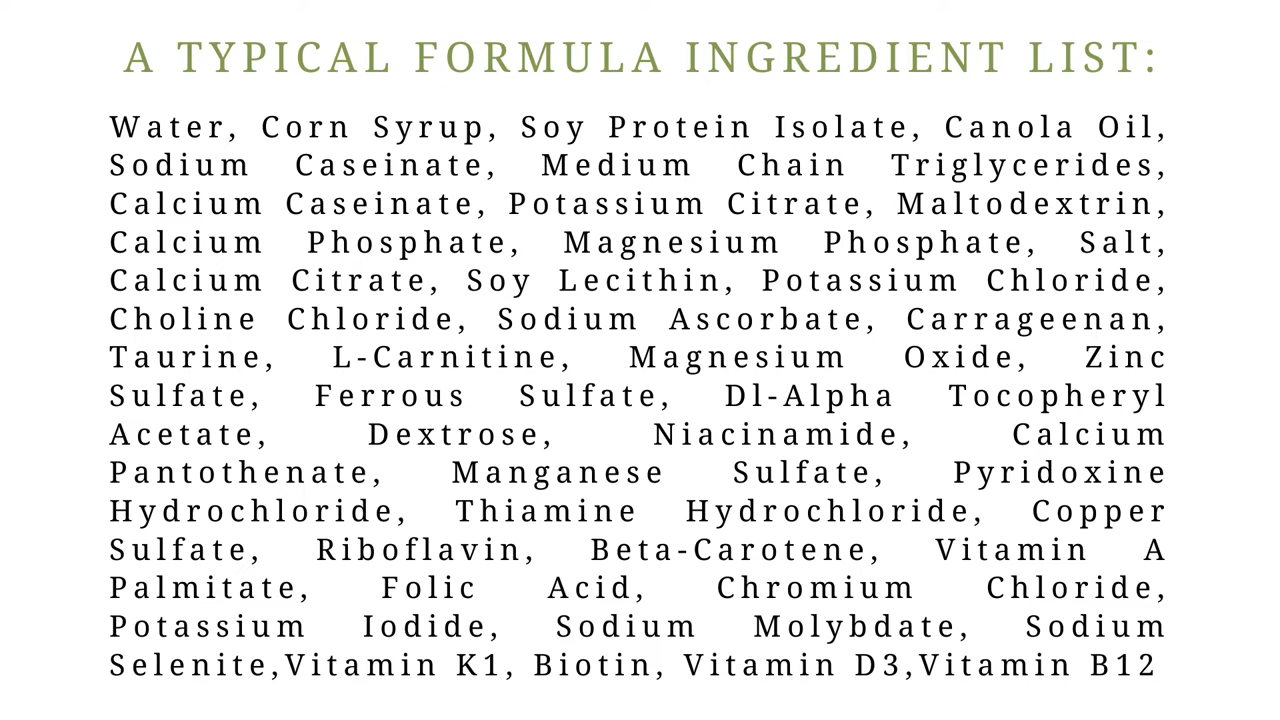 A TYPICAL FORMULA INGREDIENT LIST:
Water, Corn Syrup, Soy Protein Isolate, Canola Oil,
Sodium Caseinate, Medium Chain Triglycerides,
Calcium Caseinate, Potassium Citrate, Maltodextrin,
Calcium Phosphate, Magnesium Phosphate, Salt,
Calcium Citrate, Soy Lecithin, Potassium Chloride,
Choline Chloride, Sodium Ascorbate, Carrageenan,
Taurine, L-Carnitine, Magnesium Oxide, Zinc
Sulfate, Ferrous Sulfate, Dl-Alpha Tocopheryl
Acetate, Dextrose, Niacinamide, Calcium
Pantothenate, Manganese Sulfate, Pyridoxine
Hydrochloride, Thiamine Hydrochloride, Copper
Sulfate, Riboflavin, Beta-Carotene, Vitamin A
Palmitate, Folic Acid, Chromium Chloride,
Potassium Iodide, Sodium Molybdate, Sodium
Selenite,Vitamin K1, Biotin, Vitamin D3,Vitamin B12